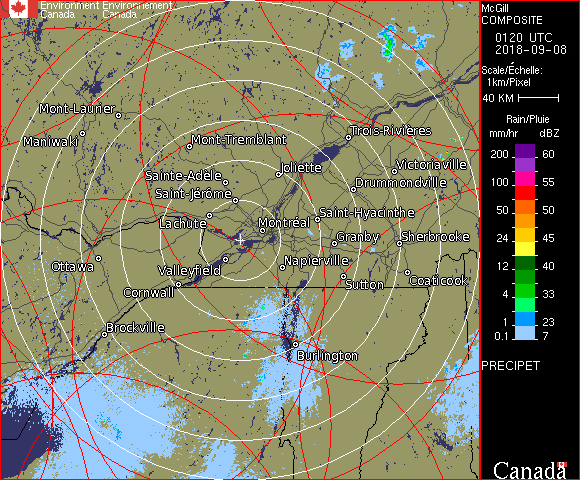 Environment Environnement
Canada Canada
McGill
COMPOSITE
0120 UTC
2018-09-08
Scale/Échelle:
1km/Pixel
40 KM
Rain/Pluie
mm/hr dBZ
200 60
100 55
50 50
24 45
12 40
4 33
1 23
0.1 7
PRECIPET
Canada
Mont-Laurier
Maniwaki
Mont-Tremblant
Trois-Rivières
Sainte-Adèle
Joliette
Victoriaville
Saint-Jérôme
Drummondville
Lachute
Montréal
Saint-Hyacinthe
Granby
Sherbrooke
Ottawa
Valleyfield
Napierville
Cornwall
Sutton
Coaticook
Brockville
Burlington